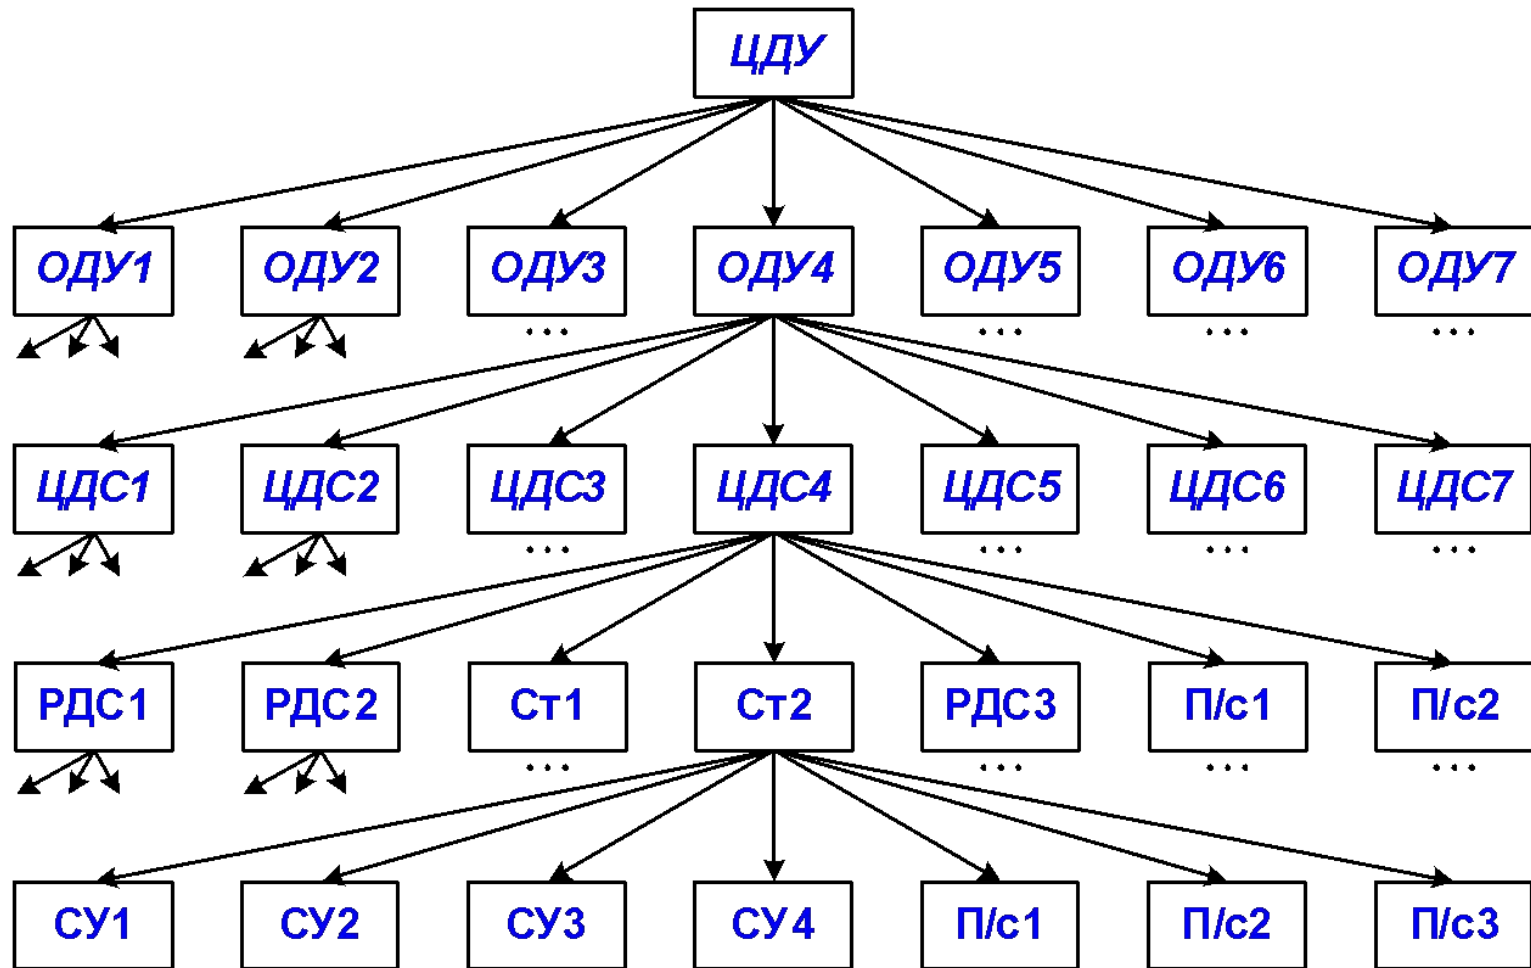 ЦДУ
ОДУ1 ОДУ2 ОДУ3 ОДУ4 ОДУ5 ОДУ6 ОДУ7
... ... ... ...
ЦДС1 ЦДС2 ЦДС3 ЦДС4 ЦДС5 ЦДС6 ЦДС7
... ... ... ...
РДС1 РДС2 Ст1 Ст2 РДС3 П/с1 П/с2
... ... ... ...
СУ1 СУ2 СУ3 СУ4 П/с1 П/с2 П/с3